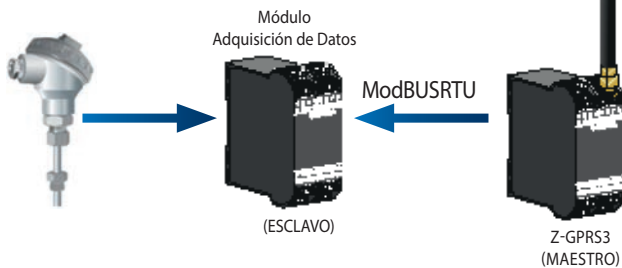 Módulo
Adquisición de Datos
ModBUSRTU
(ESCLAVO)
Z-GPRS3
(MAESTRO)